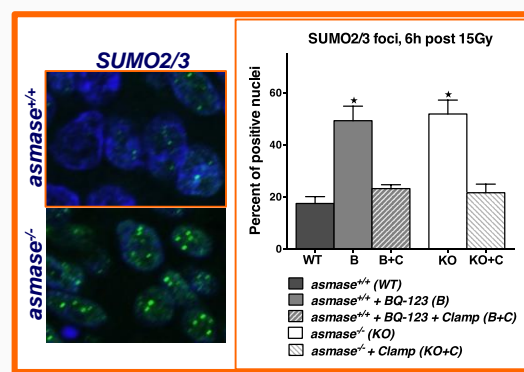 SUMO2/3
asmase+/+
asmase-/-
SUMO2/3 foci, 6h post 15Gy
Percent of positive nuclei
60
40
20
0
★
★
WT
B
B+C
KO
KO+C
asmase+/+ (WT)
asmase+/+ + BQ-123 (B)
asmase+/+ + BQ-123 + Clamp (B+C)
asmase-/- (KO)
asmase-/- + Clamp (KO+C)